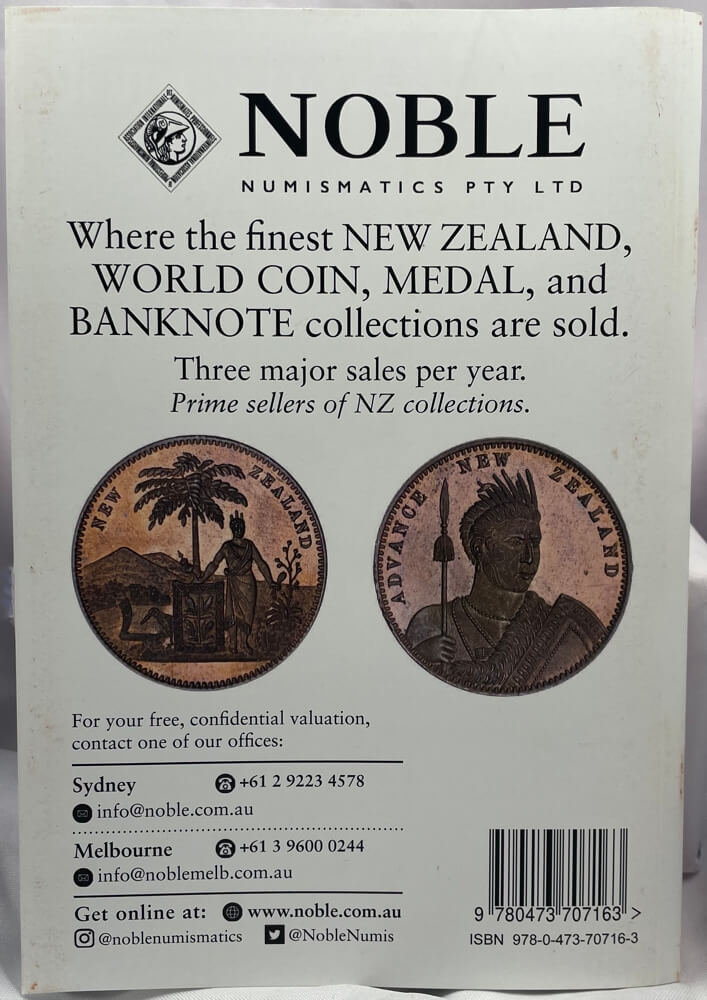 NOBLE
NUMISMATICS PTY LTD
Where the finest NEW ZEALAND,
WORLD COIN, MEDAL, and
BANKNOTE collections are sold.
Three major sales per year.
Prime sellers of NZ collections.
NEW ZEALAND
ADVANCE NEW ZEALAND
For your free, confidential valuation,
contact one of our offices:
Sydney +61 2 9223 4578
info@noble.com.au
Melbourne +61 3 9600 0244
info@noblemelb.com.au
Get online at: www.noble.com.au
@noblenumismatics @NobleNumis
9 780473 707163 >
ISBN 978-0-473-70716-3